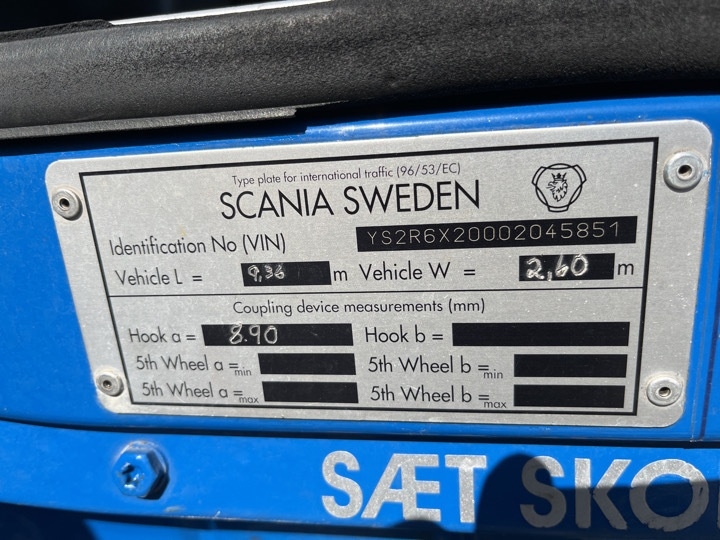 Type plate for international traffic (96/53/EC)
SCANIA SWEDEN
Identification No (VIN) YS2R6X20002045851
Vehicle L = 9,36 m Vehicle W = 2,60 m
Coupling device measurements (mm)
Hook a = 8.90 Hook b =
5th Wheel a =min 5th Wheel b =min
5th Wheel a =max 5th Wheel b =max
SÆT SKO